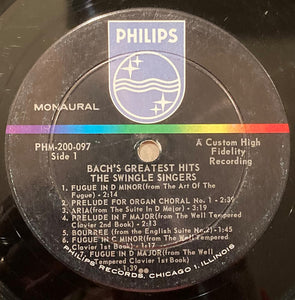 PHILIPS
MONAURAL
PHM-200-097
Side 1
A Custom High
Fidelity
Recording
BACH'S GREATEST HITS
THE SWINGLE SINGERS
1. FUGUE IN D MINOR(from The Art Of The
Fugue) - 2:14
2. PRELUDE FOR ORGAN CHORAL No. 1 - 2:39
3. ARIA(from The Suite In D Major) - 3:19
4. PRELUDE IN F MAJOR(from The Well Tempered
Clavier 2nd Book) - 2:01
5. BOURREE(from the English Suite No.2)-1:45
6. FUGUE IN C MINOR(from The Well Tempered
Clavier 1st Book) - 1:26
7. FUGUE IN D MAJOR(from The Well
Tempered Clavier 1st Book)
PHILIPS RECORDS, CHICAGO 1, ILLINOIS